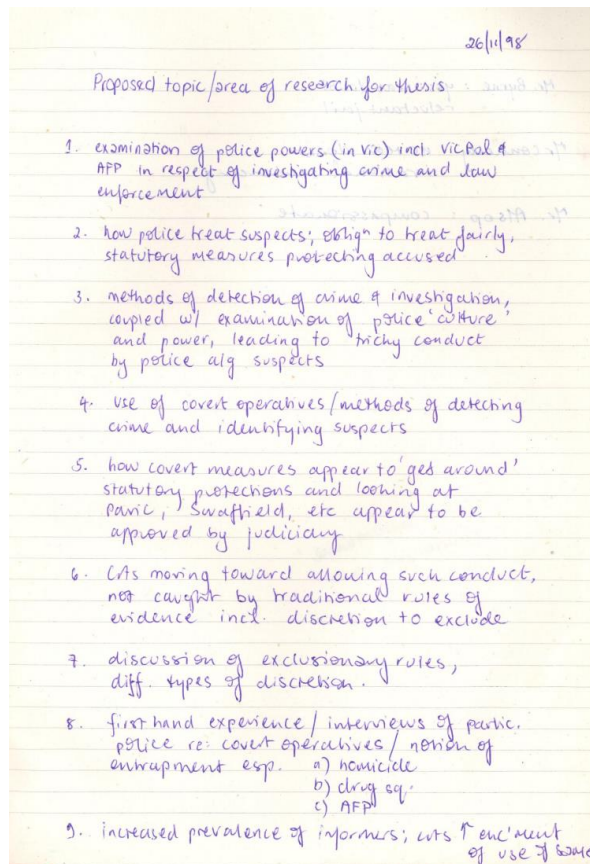 26/11/98
Proposed topic/area of research for thesis
1. examination of police powers (in Vic) incl VicPol &
AFP in respect of investigating crime and law
enforcement
2. how police treat suspects; obligⁿ to treat fairly,
statutory measures protecting accused
3. methods of detection of crime & investigation,
coupled w/ examination of police 'culture'
and power, leading to 'tricky conduct
by police a/g suspects
4. use of covert operatives/methods of detecting
crime and identifying suspects
5. how covert measures appear to 'get around'
statutory protections and looking at
Pavic, Swaffield, etc appear to be
approved by judiciary
6. Cts moving toward allowing such conduct,
not caught by traditional rules of
evidence incl. discretion to exclude
7. discussion of exclusionary rules,
diff. types of discretion.
8. first hand experience/interviews of partic.
police re: covert operatives/notion of
entrapment esp. a) homicide
b) drug sq.
c) AFP
9. increased prevalence of informers; cts ↑ enc'ment
of use of same